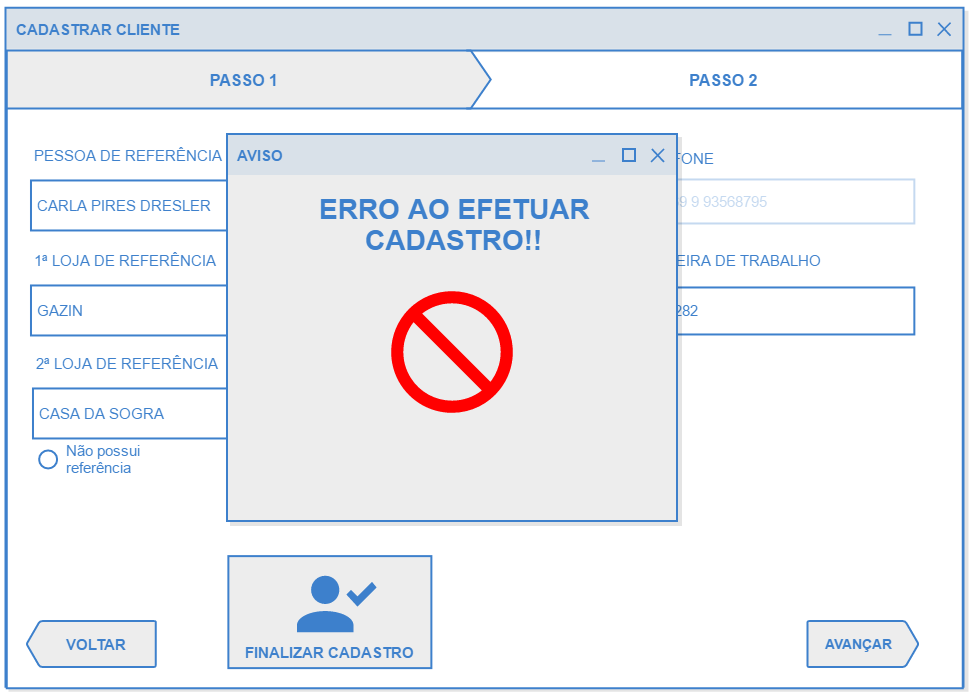 CADASTRAR CLIENTE
PASSO 1
PASSO 2
PESSOA DE REFERÊNCIA
FONE
CARLA PIRES DRESLER
9 9 93568795
1ª LOJA DE REFERÊNCIA
EIRA DE TRABALHO
GAZIN
282
2ª LOJA DE REFERÊNCIA
CASA DA SOGRA
Não possui
referência
AVISO
ERRO AO EFETUAR
CADASTRO!!
VOLTAR
FINALIZAR CADASTRO
AVANÇAR